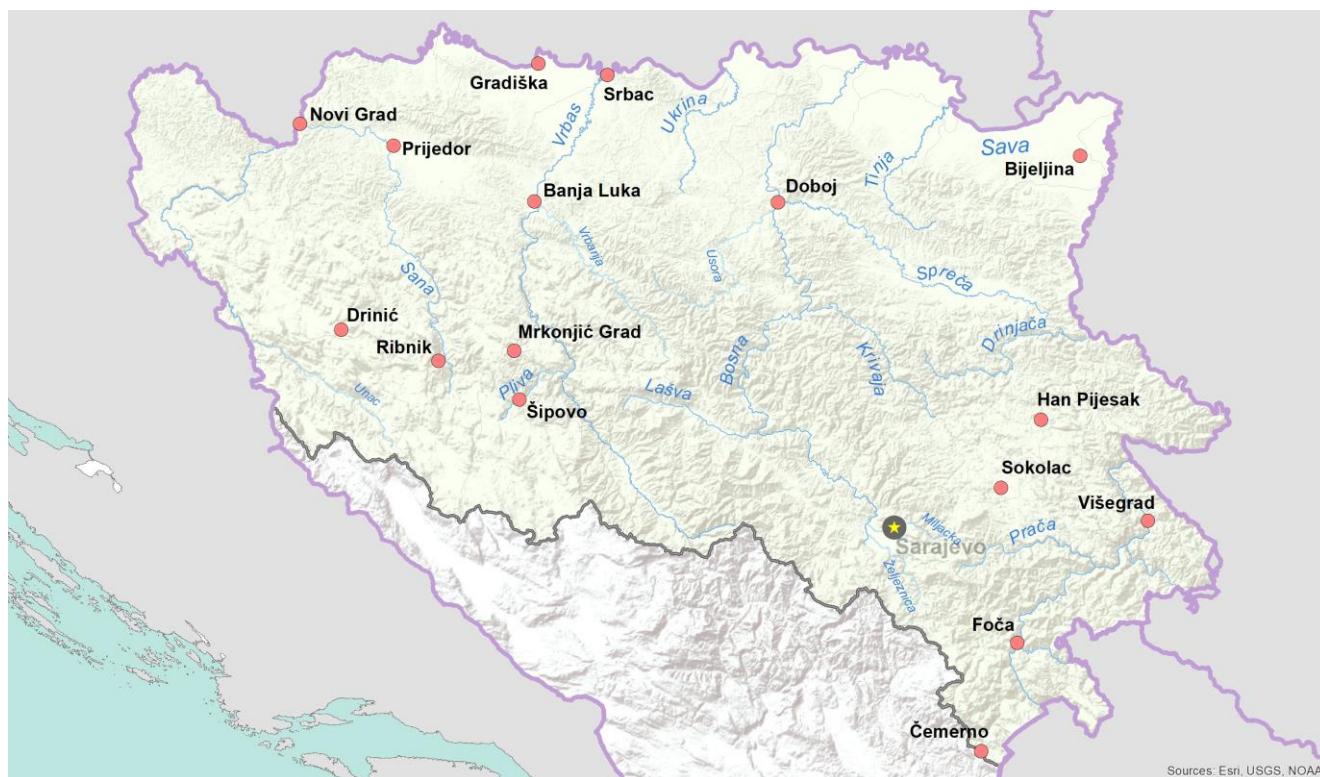 Gradiška
Srbac
Novi Grad
Prijedor
Vrbas
Ukrina
Sava
Bijeljina
Tinja
Banja Luka
Doboj
Vrbanja
Usora
Sana
Spreča
Drinić
Ribnik
Mrkonjić Grad
Drinjača
Unac
Pliva
Šipovo
Lašva
Bosna
Krivaja
Han Pijesak
Sokolac
Višegrad
Miljacka
Prača
Sarajevo
Željeznica
Foča
Čemerno
Sources: Esri, USGS, NOAA